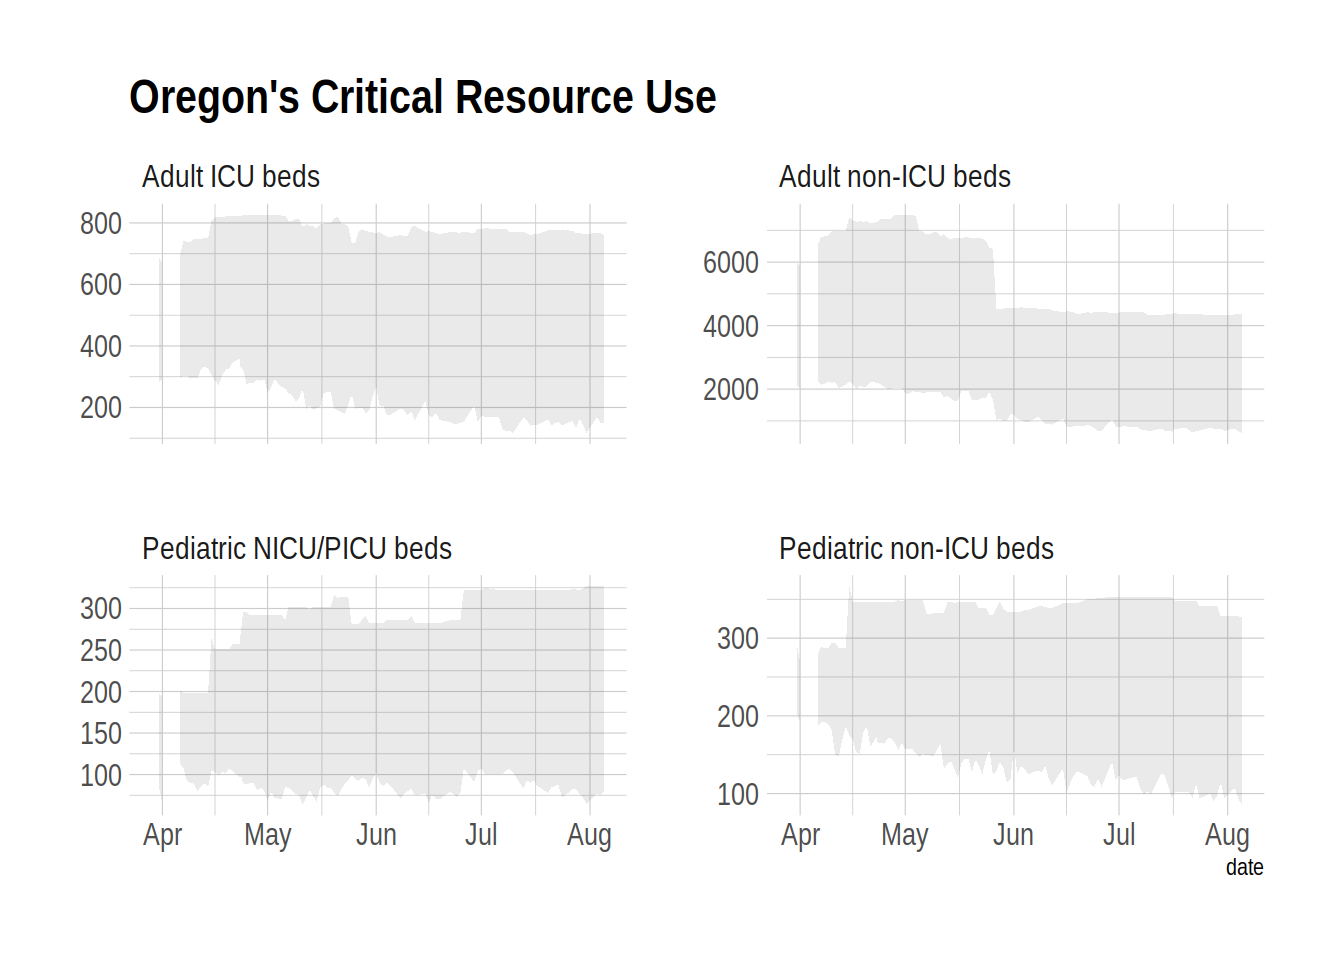 Oregon's Critical Resource Use
Adult ICU beds
800
600
400
200
Adult non-ICU beds
6000
4000
2000
Pediatric NICU/PICU beds
300
250
200
150
100
Apr May Jun Jul Aug
Pediatric non-ICU beds
300
200
100
Apr May Jun Jul Aug
date